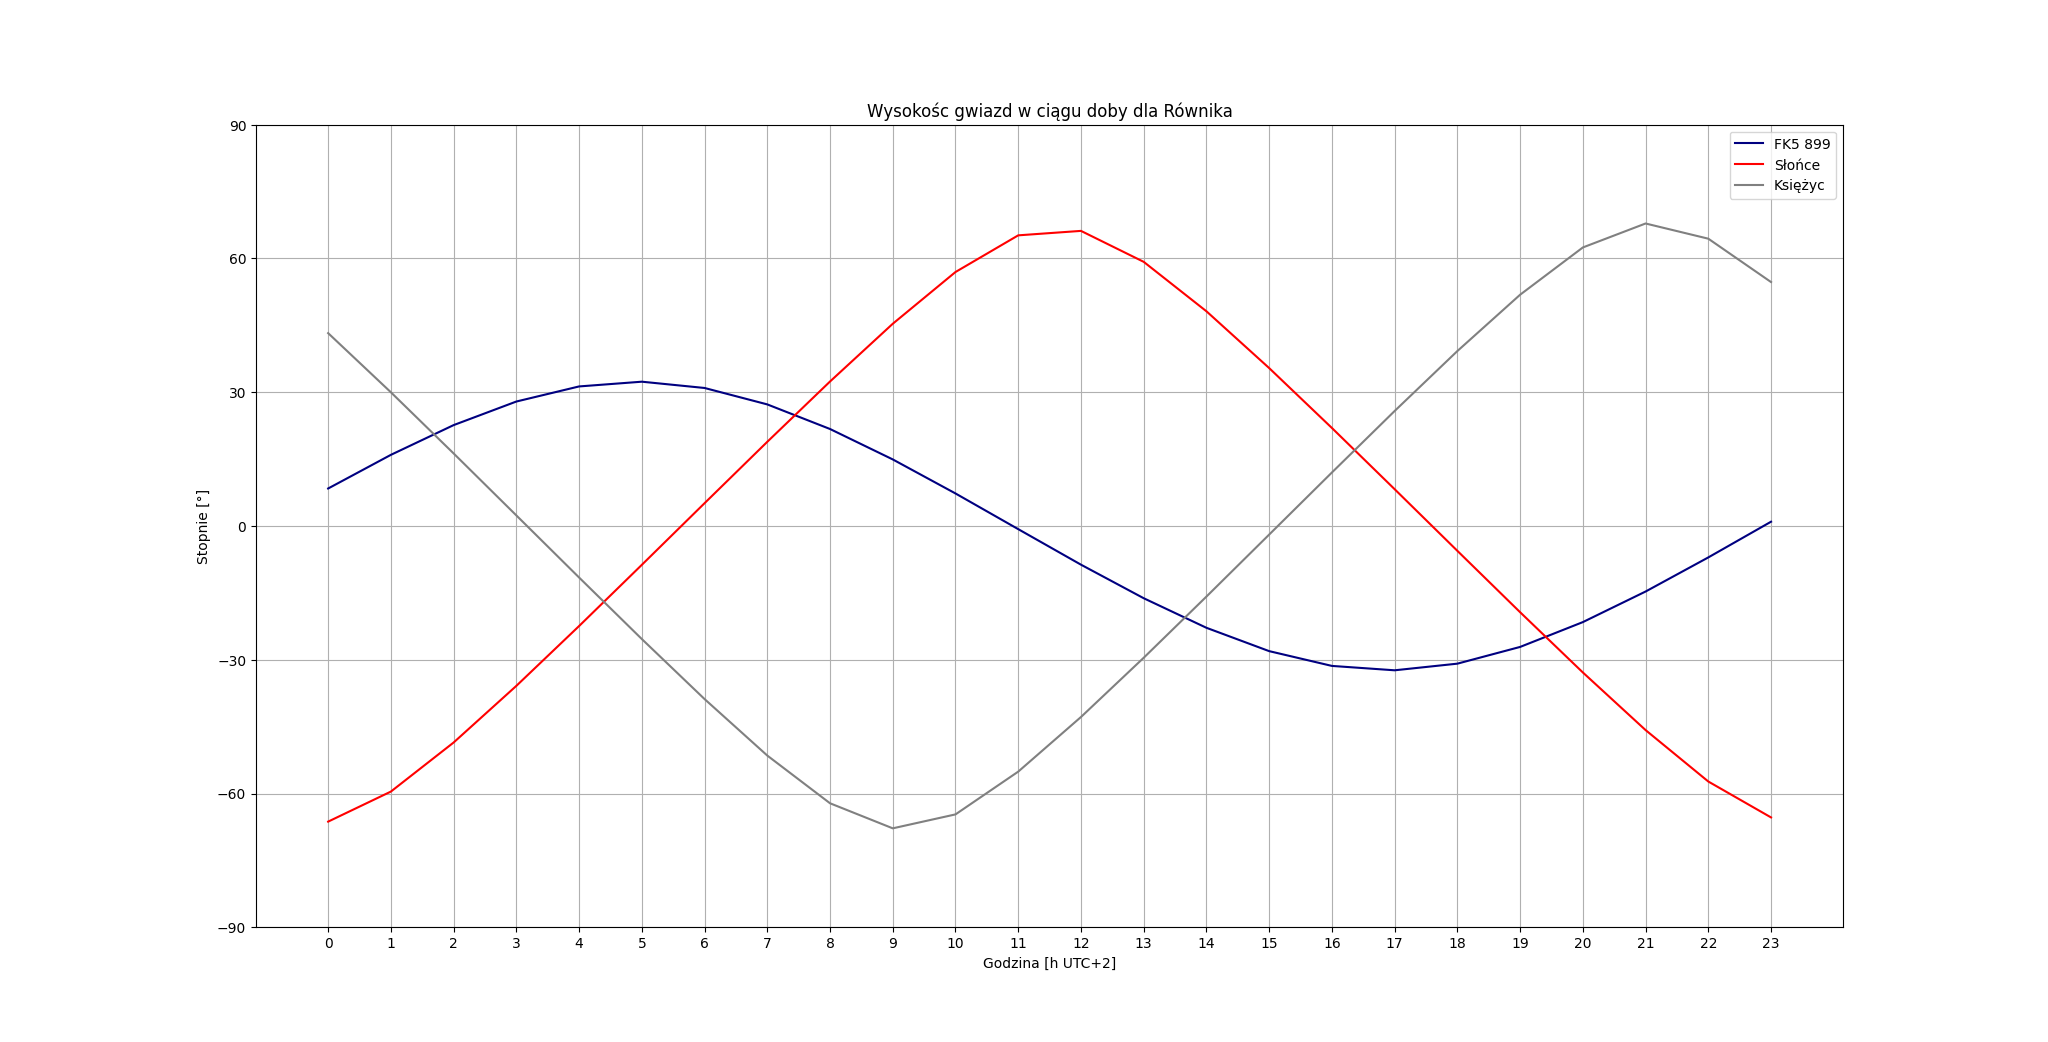 Wysokośc gwiazd w ciągu doby dla Równika
FK5 899
Słońce
Księżyc
Stopnie [°]
90
60
30
0
−30
−60
−90
0 1 2 3 4 5 6 7 8 9 10 11 12 13 14 15 16 17 18 19 20 21 22 23
Godzina [h UTC+2]